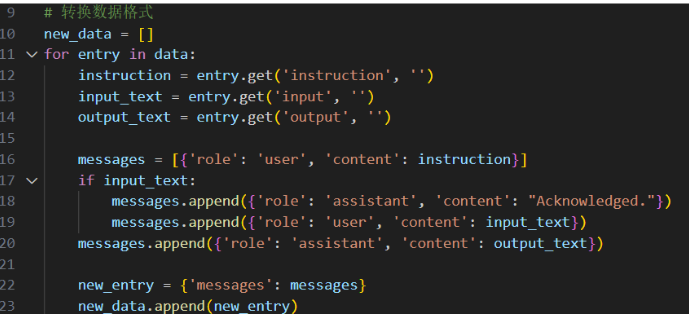 9 # 转换数据格式
10 new_data = []
11 for entry in data:
12 instruction = entry.get('instruction', '')
13 input_text = entry.get('input', '')
14 output_text = entry.get('output', '')
15
16 messages = [{'role': 'user', 'content': instruction}]
17 if input_text:
18 messages.append({'role': 'assistant', 'content': "Acknowledged."})
19 messages.append({'role': 'user', 'content': input_text})
20 messages.append({'role': 'assistant', 'content': output_text})
21
22 new_entry = {'messages': messages}
23 new_data.append(new_entry)